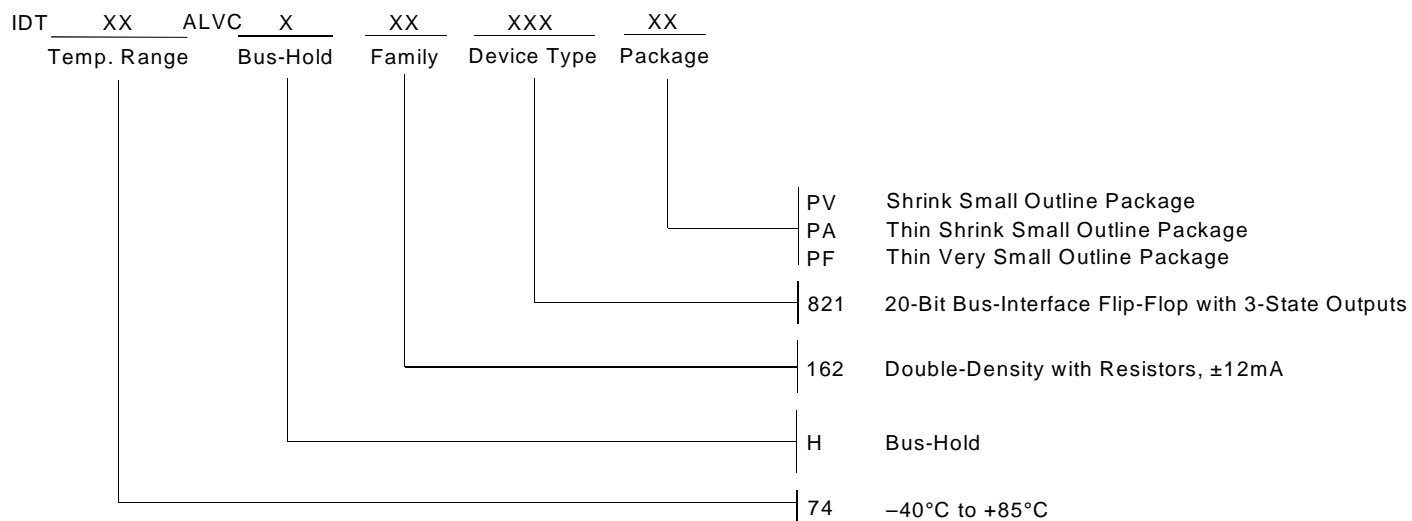 IDT XX ALVC X XX XXX XX
Temp. Range Bus-Hold Family Device Type Package
PV Shrink Small Outline Package
PA Thin Shrink Small Outline Package
PF Thin Very Small Outline Package
821 20-Bit Bus-Interface Flip-Flop with 3-State Outputs
162 Double-Density with Resistors, ±12mA
H Bus-Hold
74 –40°C to +85°C